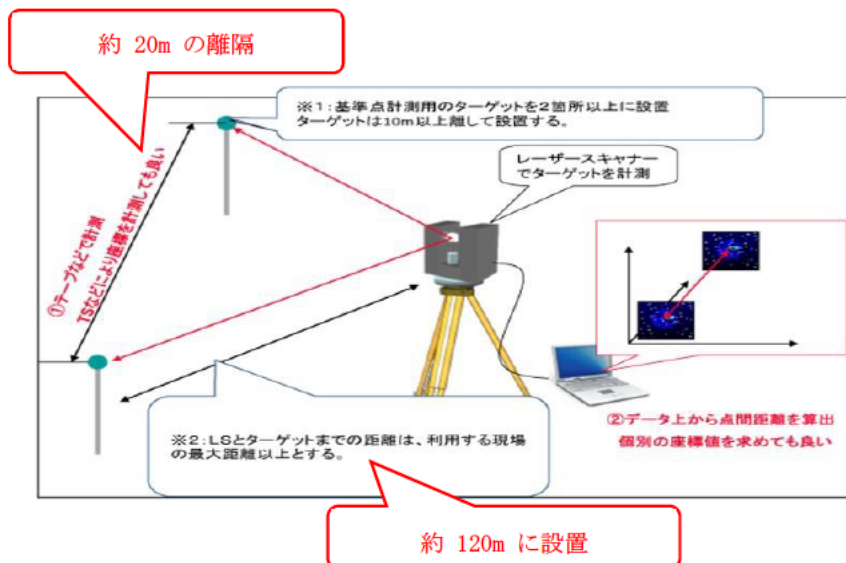 約 20m の離隔
※1:基準点計測用のターゲットを2箇所以上に設置
ターゲットは10m以上離して設置する。
レーザースキャナー
でターゲットを計測
①テープなどで計測
TSなどにより座標を計測しても良い
②データ上から点間距離を算出
個別の座標値を求めても良い
※2:LSとターゲットまでの距離は、利用する現場
の最大距離以上とする。
約 120m に設置